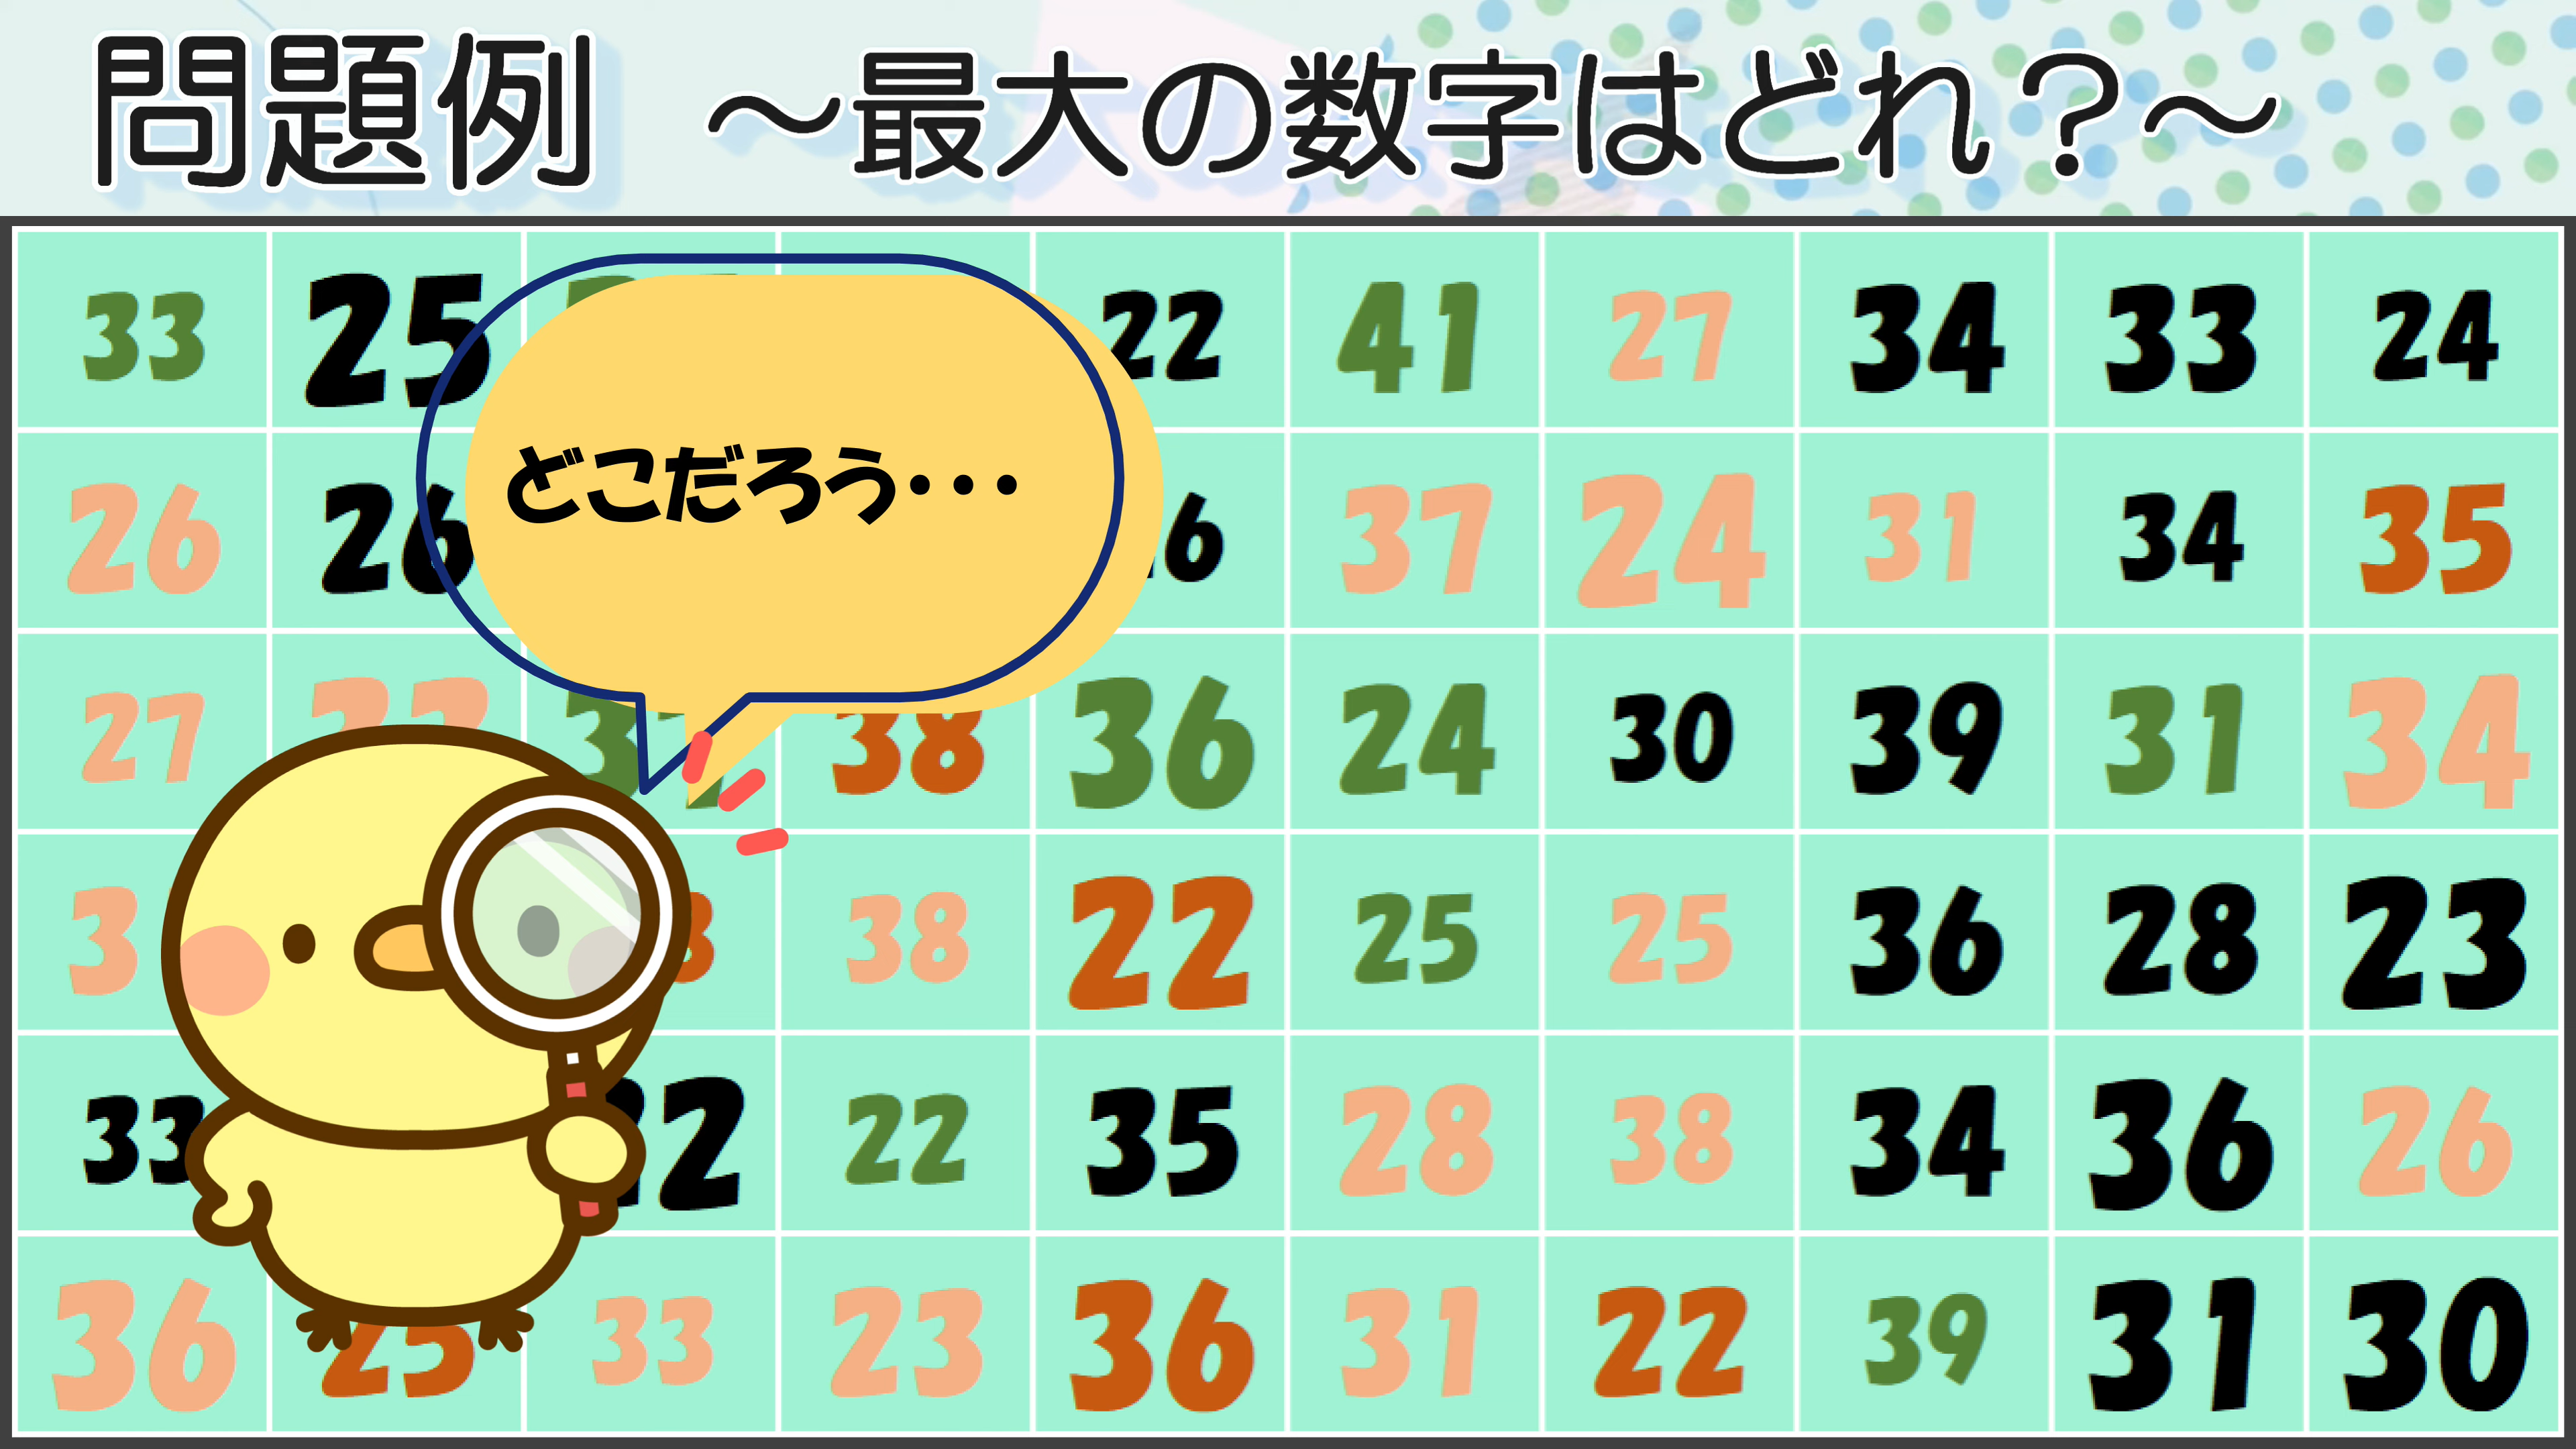 問題例 ～最大の数字はどれ？～
33 25 22 41 27 34 33 24
どこだろう・・・
26 26 37 24 31 34 35
27 38 36 24 30 39 31 34
38 22 25 25 36 28 23
33 22 35 28 38 34 36 26
36 33 23 36 31 22 39 31 30